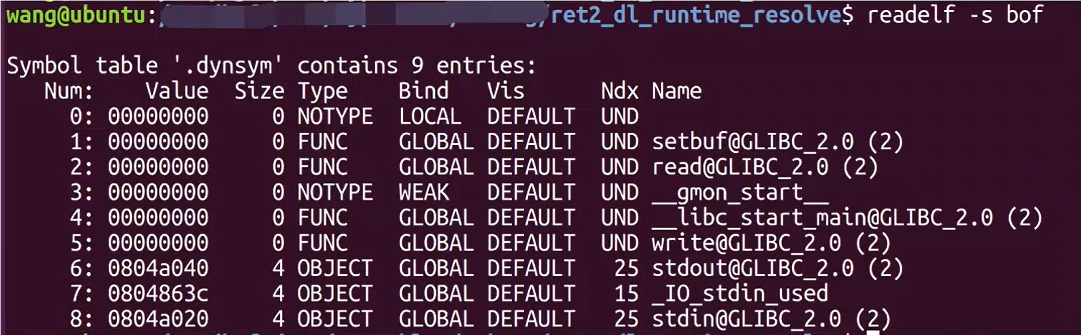 wang@ubuntu:/ /ret2_dl_runtime_resolve$ readelf -s bof
Symbol table '.dynsym' contains 9 entries:
Num: Value Size Type Bind Vis Ndx Name
0: 00000000 0 NOTYPE LOCAL DEFAULT UND
1: 00000000 0 FUNC GLOBAL DEFAULT UND setbuf@GLIBC_2.0 (2)
2: 00000000 0 FUNC GLOBAL DEFAULT UND read@GLIBC_2.0 (2)
3: 00000000 0 NOTYPE WEAK DEFAULT UND __gmon_start__
4: 00000000 0 FUNC GLOBAL DEFAULT UND __libc_start_main@GLIBC_2.0 (2)
5: 00000000 0 FUNC GLOBAL DEFAULT UND write@GLIBC_2.0 (2)
6: 0804a040 4 OBJECT GLOBAL DEFAULT 25 stdout@GLIBC_2.0 (2)
7: 0804863c 4 OBJECT GLOBAL DEFAULT 15 _IO_stdin_used
8: 0804a020 4 OBJECT GLOBAL DEFAULT 25 stdin@GLIBC_2.0 (2)